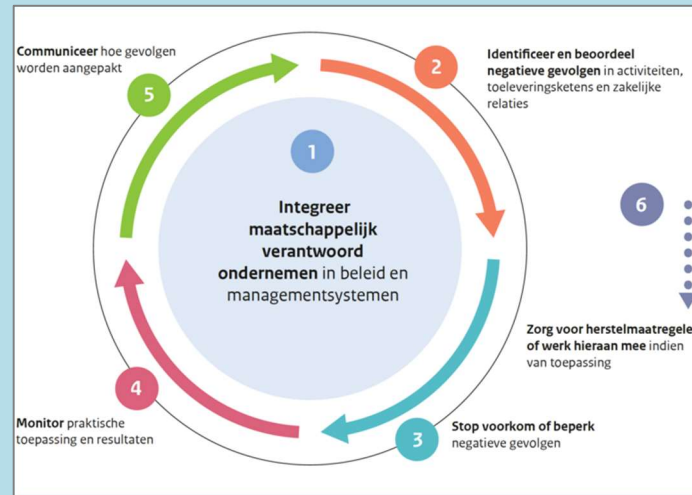 1
Integreer
maatschappelijk
verantwoord
ondernemen in beleid en
managementsystemen
2
Identificeer en beoordeel
negatieve gevolgen in activiteiten,
toeleveringsketens en zakelijke
relaties
3
Stop voorkom of beperk
negatieve gevolgen
4
Monitor praktische
toepassing en resultaten
5
Communiceer hoe gevolgen
worden aangepakt
6
Zorg voor herstelmaatregele
of werk hieraan mee indien
van toepassing